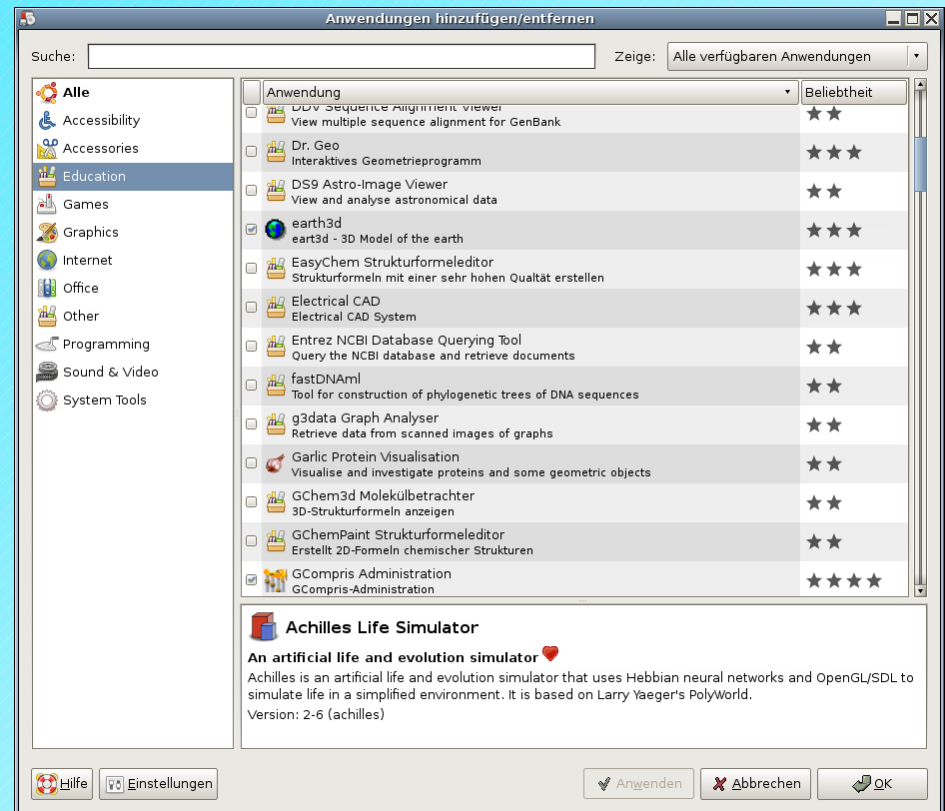 Anwendungen hinzufügen/entfernen
Suche:
Zeige: Alle verfügbaren Anwendungen
Alle
Accessibility
Accessories
Education
Games
Graphics
Internet
Office
Other
Programming
Sound & Video
System Tools
Anwendung Beliebtheit
DDV Sequence Alignment Viewer
View multiple sequence alignment for GenBank
Dr. Geo
Interaktives Geometrieprogramm
DS9 Astro-Image Viewer
View and analyse astronomical data
earth3d
eart3d - 3D Model of the earth
EasyChem Strukturformeleditor
Strukturformeln mit einer sehr hohen Qualtät erstellen
Electrical CAD
Electrical CAD System
Entrez NCBI Database Querying Tool
Query the NCBI database and retrieve documents
fastDNAml
Tool for construction of phylogenetic trees of DNA sequences
g3data Graph Analyser
Retrieve data from scanned images of graphs
Garlic Protein Visualisation
Visualise and investigate proteins and some geometric objects
GChem3d Molekülbetrachter
3D-Strukturformeln anzeigen
GChemPaint Strukturformeleditor
Erstellt 2D-Formeln chemischer Strukturen
GCompris Administration
GCompris-Administration
Achilles Life Simulator
An artificial life and evolution simulator
Achilles is an artificial life and evolution simulator that uses Hebbian neural networks and OpenGL/SDL to
simulate life in a simplified environment. It is based on Larry Yaeger's PolyWorld.
Version: 2-6 (achilles)
Hilfe Einstellungen Anwenden Abbrechen OK